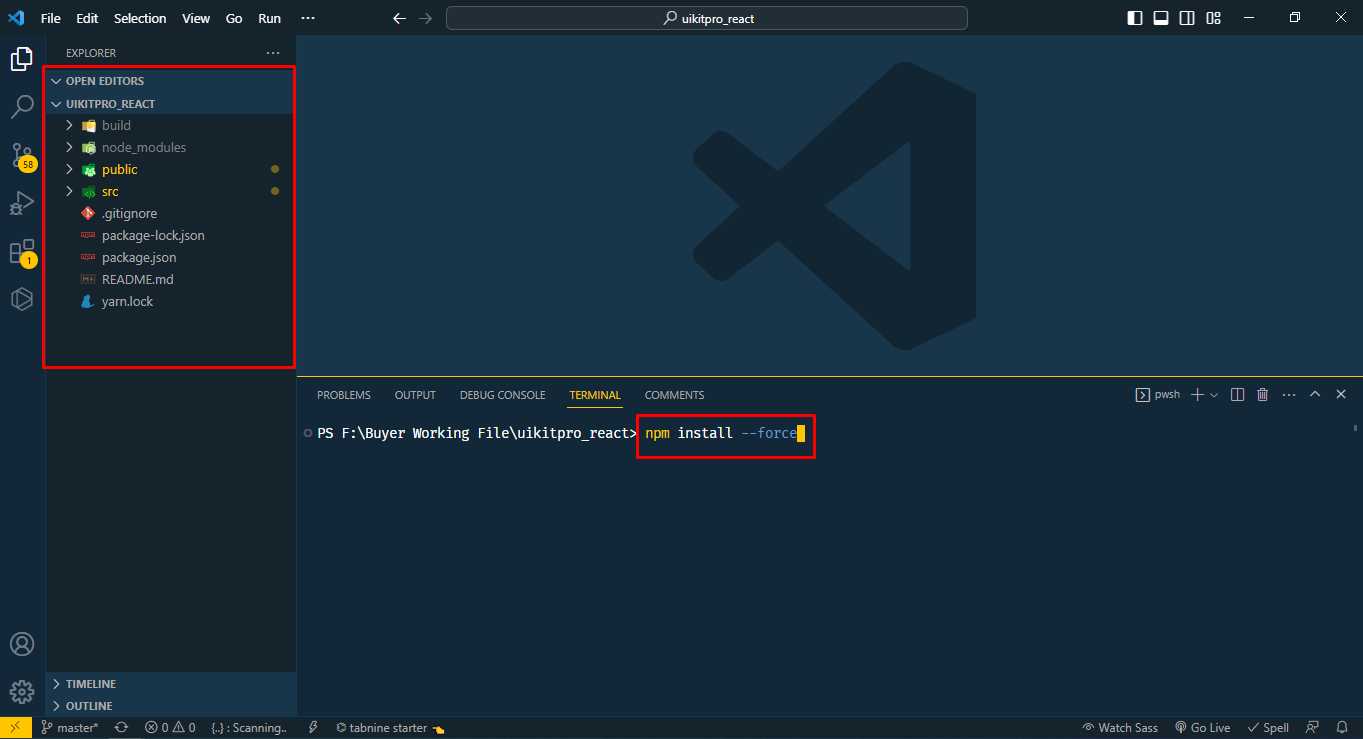 File Edit Selection View Go Run ···
uikitpro_react
EXPLORER
OPEN EDITORS
UIKITPRO_REACT
build
node_modules
public
src
.gitignore
package-lock.json
package.json
README.md
yarn.lock
58
1
PROBLEMS OUTPUT DEBUG CONSOLE TERMINAL COMMENTS
pwsh
PS F:\Buyer Working File\uikitpro_react> npm install --force
TIMELINE
OUTLINE
master* 0 0 {..} : Scanning.. tabnine starter Watch Sass Go Live Spell